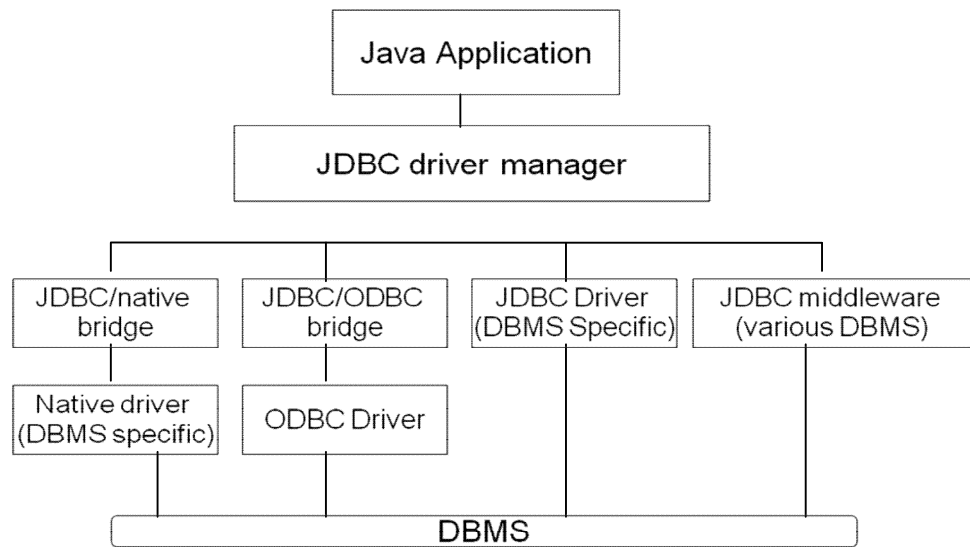 Java Application
JDBC driver manager
JDBC/native
bridge
JDBC/ODBC
bridge
JDBC Driver
(DBMS Specific)
JDBC middleware
(various DBMS)
Native driver
(DBMS specific)
ODBC Driver
DBMS